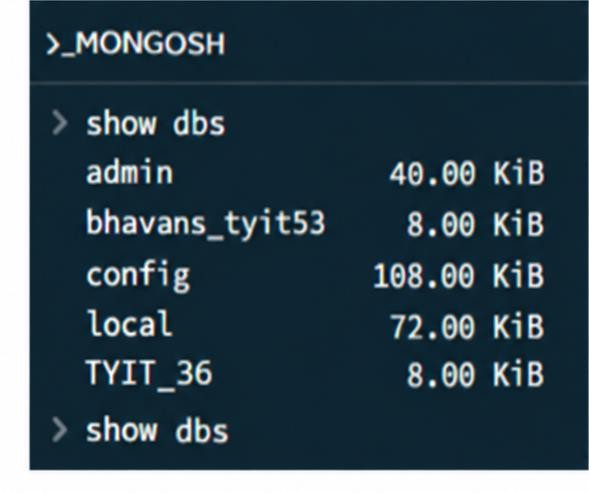 >_MONGOSH
> show dbs
admin 40.00 KiB
bhavans_tyit53 8.00 KiB
config 108.00 KiB
local 72.00 KiB
TYIT_36 8.00 KiB
> show dbs